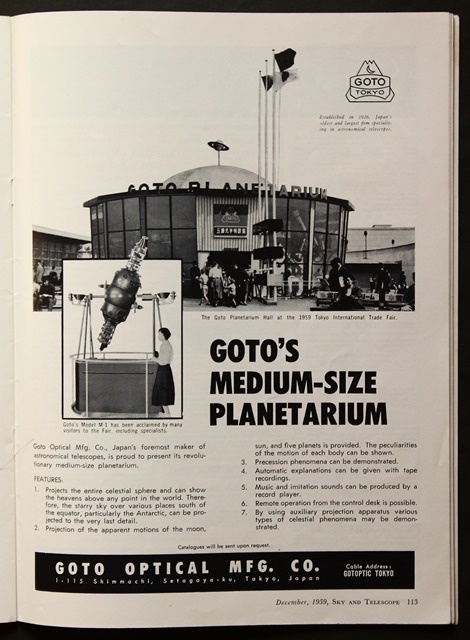 GOTO
TOKYO
Established in 1926, Japan's
oldest and largest firm specializ-
ing in astronomical telescopes.
GOTO PLANETARIUM
The Goto Planetarium Hall at the 1959 Tokyo International Trade Fair.
GOTO'S
MEDIUM-SIZE
PLANETARIUM
Goto's Model M-1 has been acclaimed by many
visitors to the Fair, including specialists.
Goto Optical Mfg. Co., Japan's foremost maker of
astronomical telescopes, is proud to present its revolu-
tionary medium-size planetarium.
FEATURES:
1. Projects the entire celestial sphere and can show
the heavens above any point in the world. There-
fore, the starry sky over various places south of
the equator, particularly the Antarctic, can be pro-
jected to the very last detail.
2. Projection of the apparent motions of the moon,
sun, and five planets is provided. The peculiarities
of the motion of each body can be shown.
3. Precession phenomena can be demonstrated.
4. Automatic explanations can be given with tape
recordings.
5. Music and imitation sounds can be produced by a
record player.
6. Remote operation from the control desk is possible.
7. By using auxiliary projection apparatus various
types of celestial phenomena may be demon-
strated.
Catalogues will be sent upon request.
GOTO OPTICAL MFG. CO.
1-115 Shimmachi, Setagaya-ku, Tokyo, Japan
Cable Address:
GOTOPTIC TOKYO
December, 1959, SKY AND TELESCOPE 113